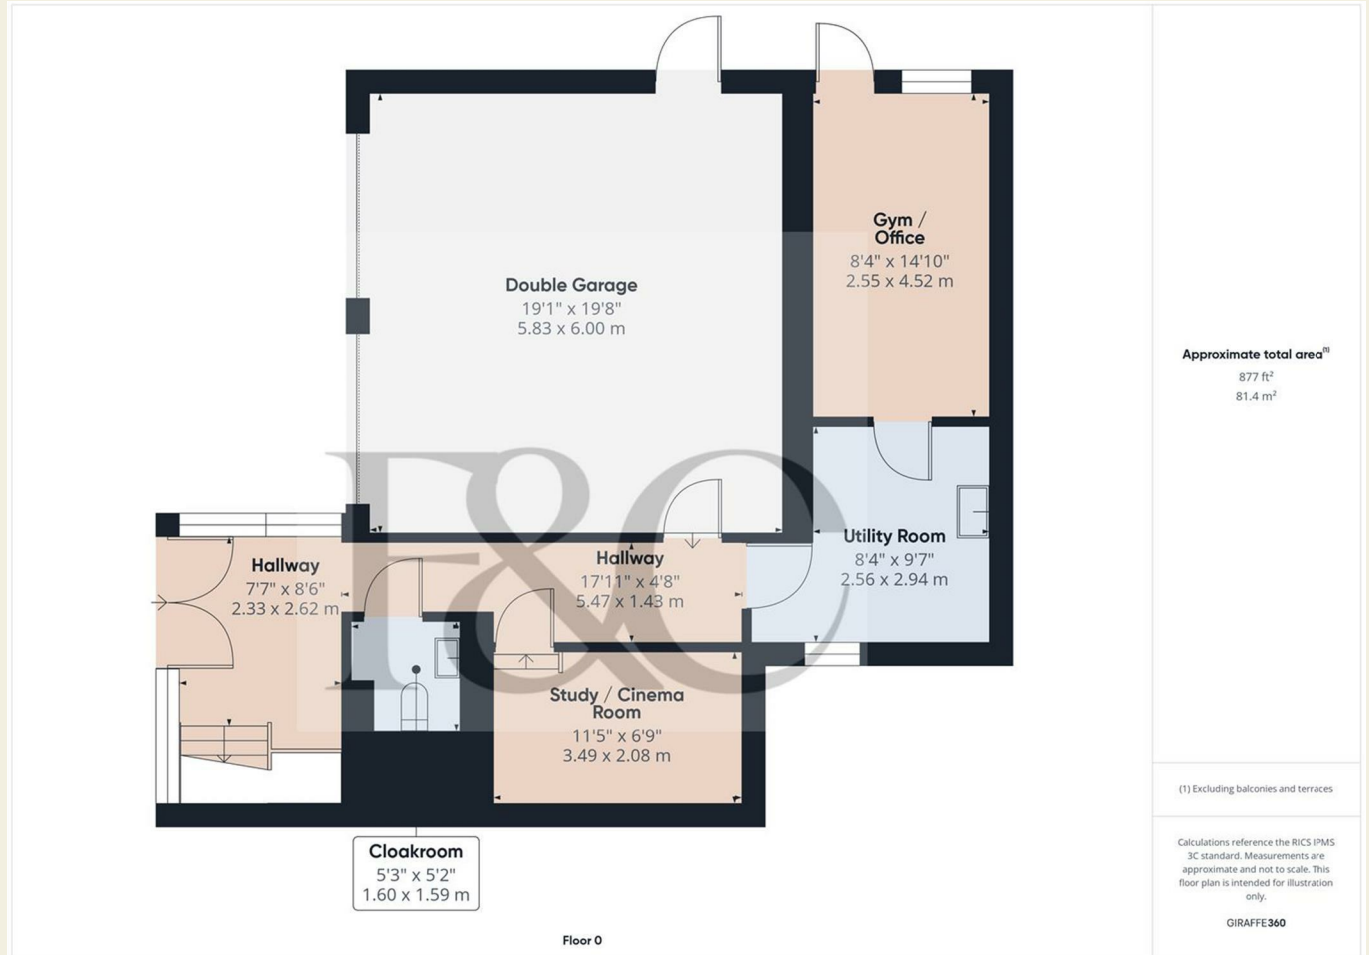 Double Garage
19'1" x 19'8"
5.83 x 6.00 m
Gym /
Office
8'4" x 14'10"
2.55 x 4.52 m
Utility Room
8'4" x 9'7"
2.56 x 2.94 m
Hallway
7'7" x 8'6"
2.33 x 2.62 m
Hallway
17'11" x 4'8"
5.47 x 1.43 m
Study / Cinema
Room
11'5" x 6'9"
3.49 x 2.08 m
Cloakroom
5'3" x 5'2"
1.60 x 1.59 m
F&C
Floor 0
Approximate total area(1)
877 ft²
81.4 m²
(1) Excluding balconies and terraces
Calculations reference the RICS IPMS
3C standard. Measurements are
approximate and not to scale. This
floor plan is intended for illustration
only.
GIRAFFE360